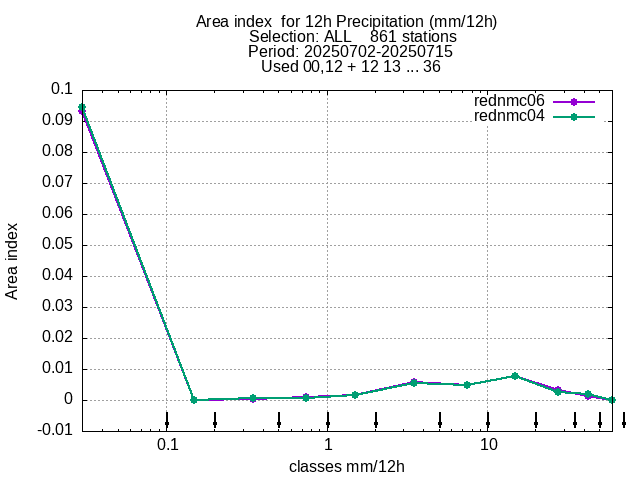 Area index  for 12h Precipitation (mm/12h)
Selection: ALL    861 stations
Period: 20250702-20250715
Used 00,12 + 12 13 ... 36
rednmc06
rednmc04
0.1
0.09
0.08
0.07
0.06
0.05
0.04
0.03
0.02
0.01
0
-0.01
Area index
0.1 1 10
classes mm/12h